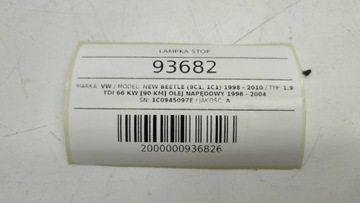 LAMPKA STOP
93682
MARKA: VW / MODEL: NEW BEETLE (9C1, 1C1) 1998 - 2010 / TYP: 1.9
TDI 66 KW [90 KM] OLEJ NAPĘDOWY 1998 - 2004
SN: 1C0945097E / JAKOŚĆ: A
2000000936826